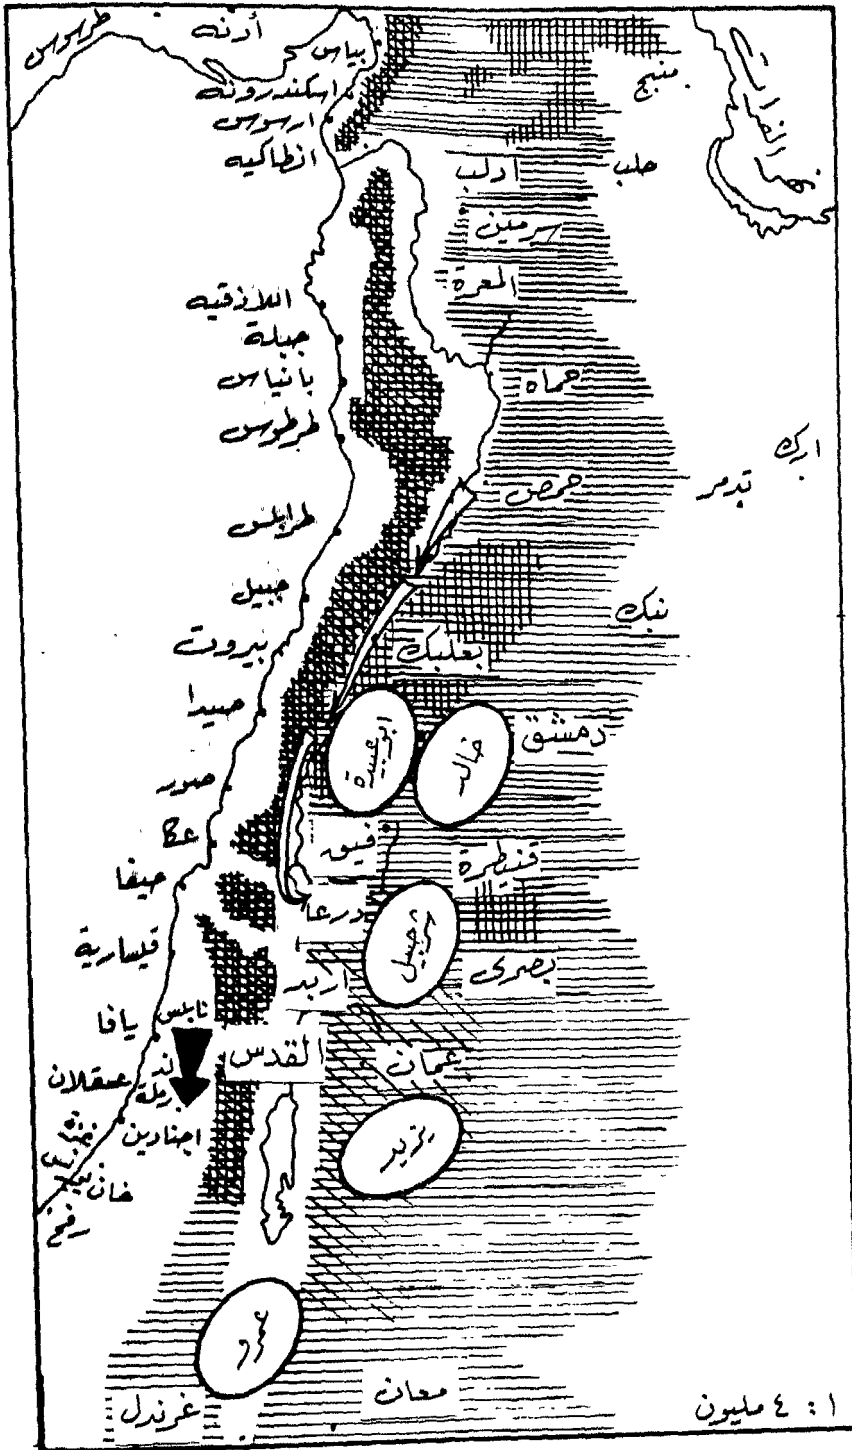 طرسوس
أدنه
بياس
اسكندرونه
ارسوس
انطاكيه
منبج
نهر الفرات
حلب
ادلب
سرمين
المعرة
اللاذقيه
جبلة
بانياس
طرطوس
حماه
حمص
تدمر
ارك
طرابلس
جبيل
بيروت
نبك
بعلبك
صيدا
ابو عبيدة
خالد
دمشق
صور
عكا
حيفا
فيق
قنيطرة
درعا
شرحبيل
قيسارية
اربد
بصرى
نابلس
يافا
القدس
عمان
لد
رملة
عسقلان
اجنادين
يزيد
غزة
خان يونس
رفح
عمرو
معان
غرندل
١ : ٤ مليون